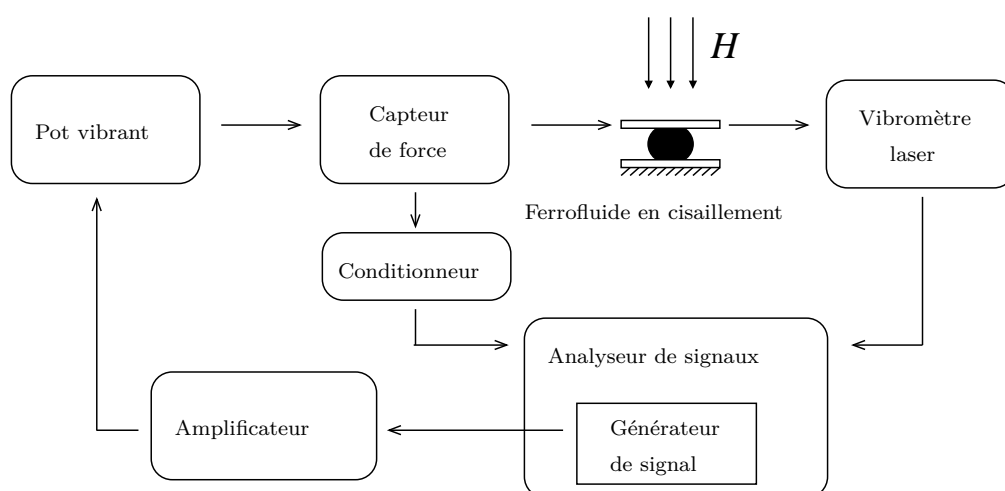 H
Pot vibrant
Capteur
de force
Vibromètre
laser
Ferrofluide en cisaillement
Conditionneur
Analyseur de signaux
Amplificateur
Générateur
de signal